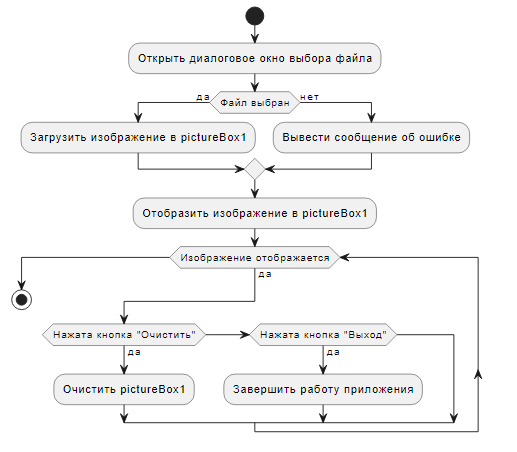 Открыть диалоговое окно выбора файла
да
Файл выбран
нет
Загрузить изображение в pictureBox1
Вывести сообщение об ошибке
Отобразить изображение в pictureBox1
Изображение отображается
да
Нажата кнопка "Очистить"
Нажата кнопка "Выход"
да
да
Очистить pictureBox1
Завершить работу приложения